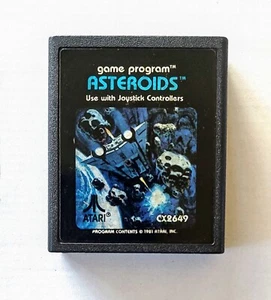 game program™
ASTEROIDS™
Use with Joystick Controllers
ATARI®
CX2649
PROGRAM CONTENTS © 1981 ATARI, INC.